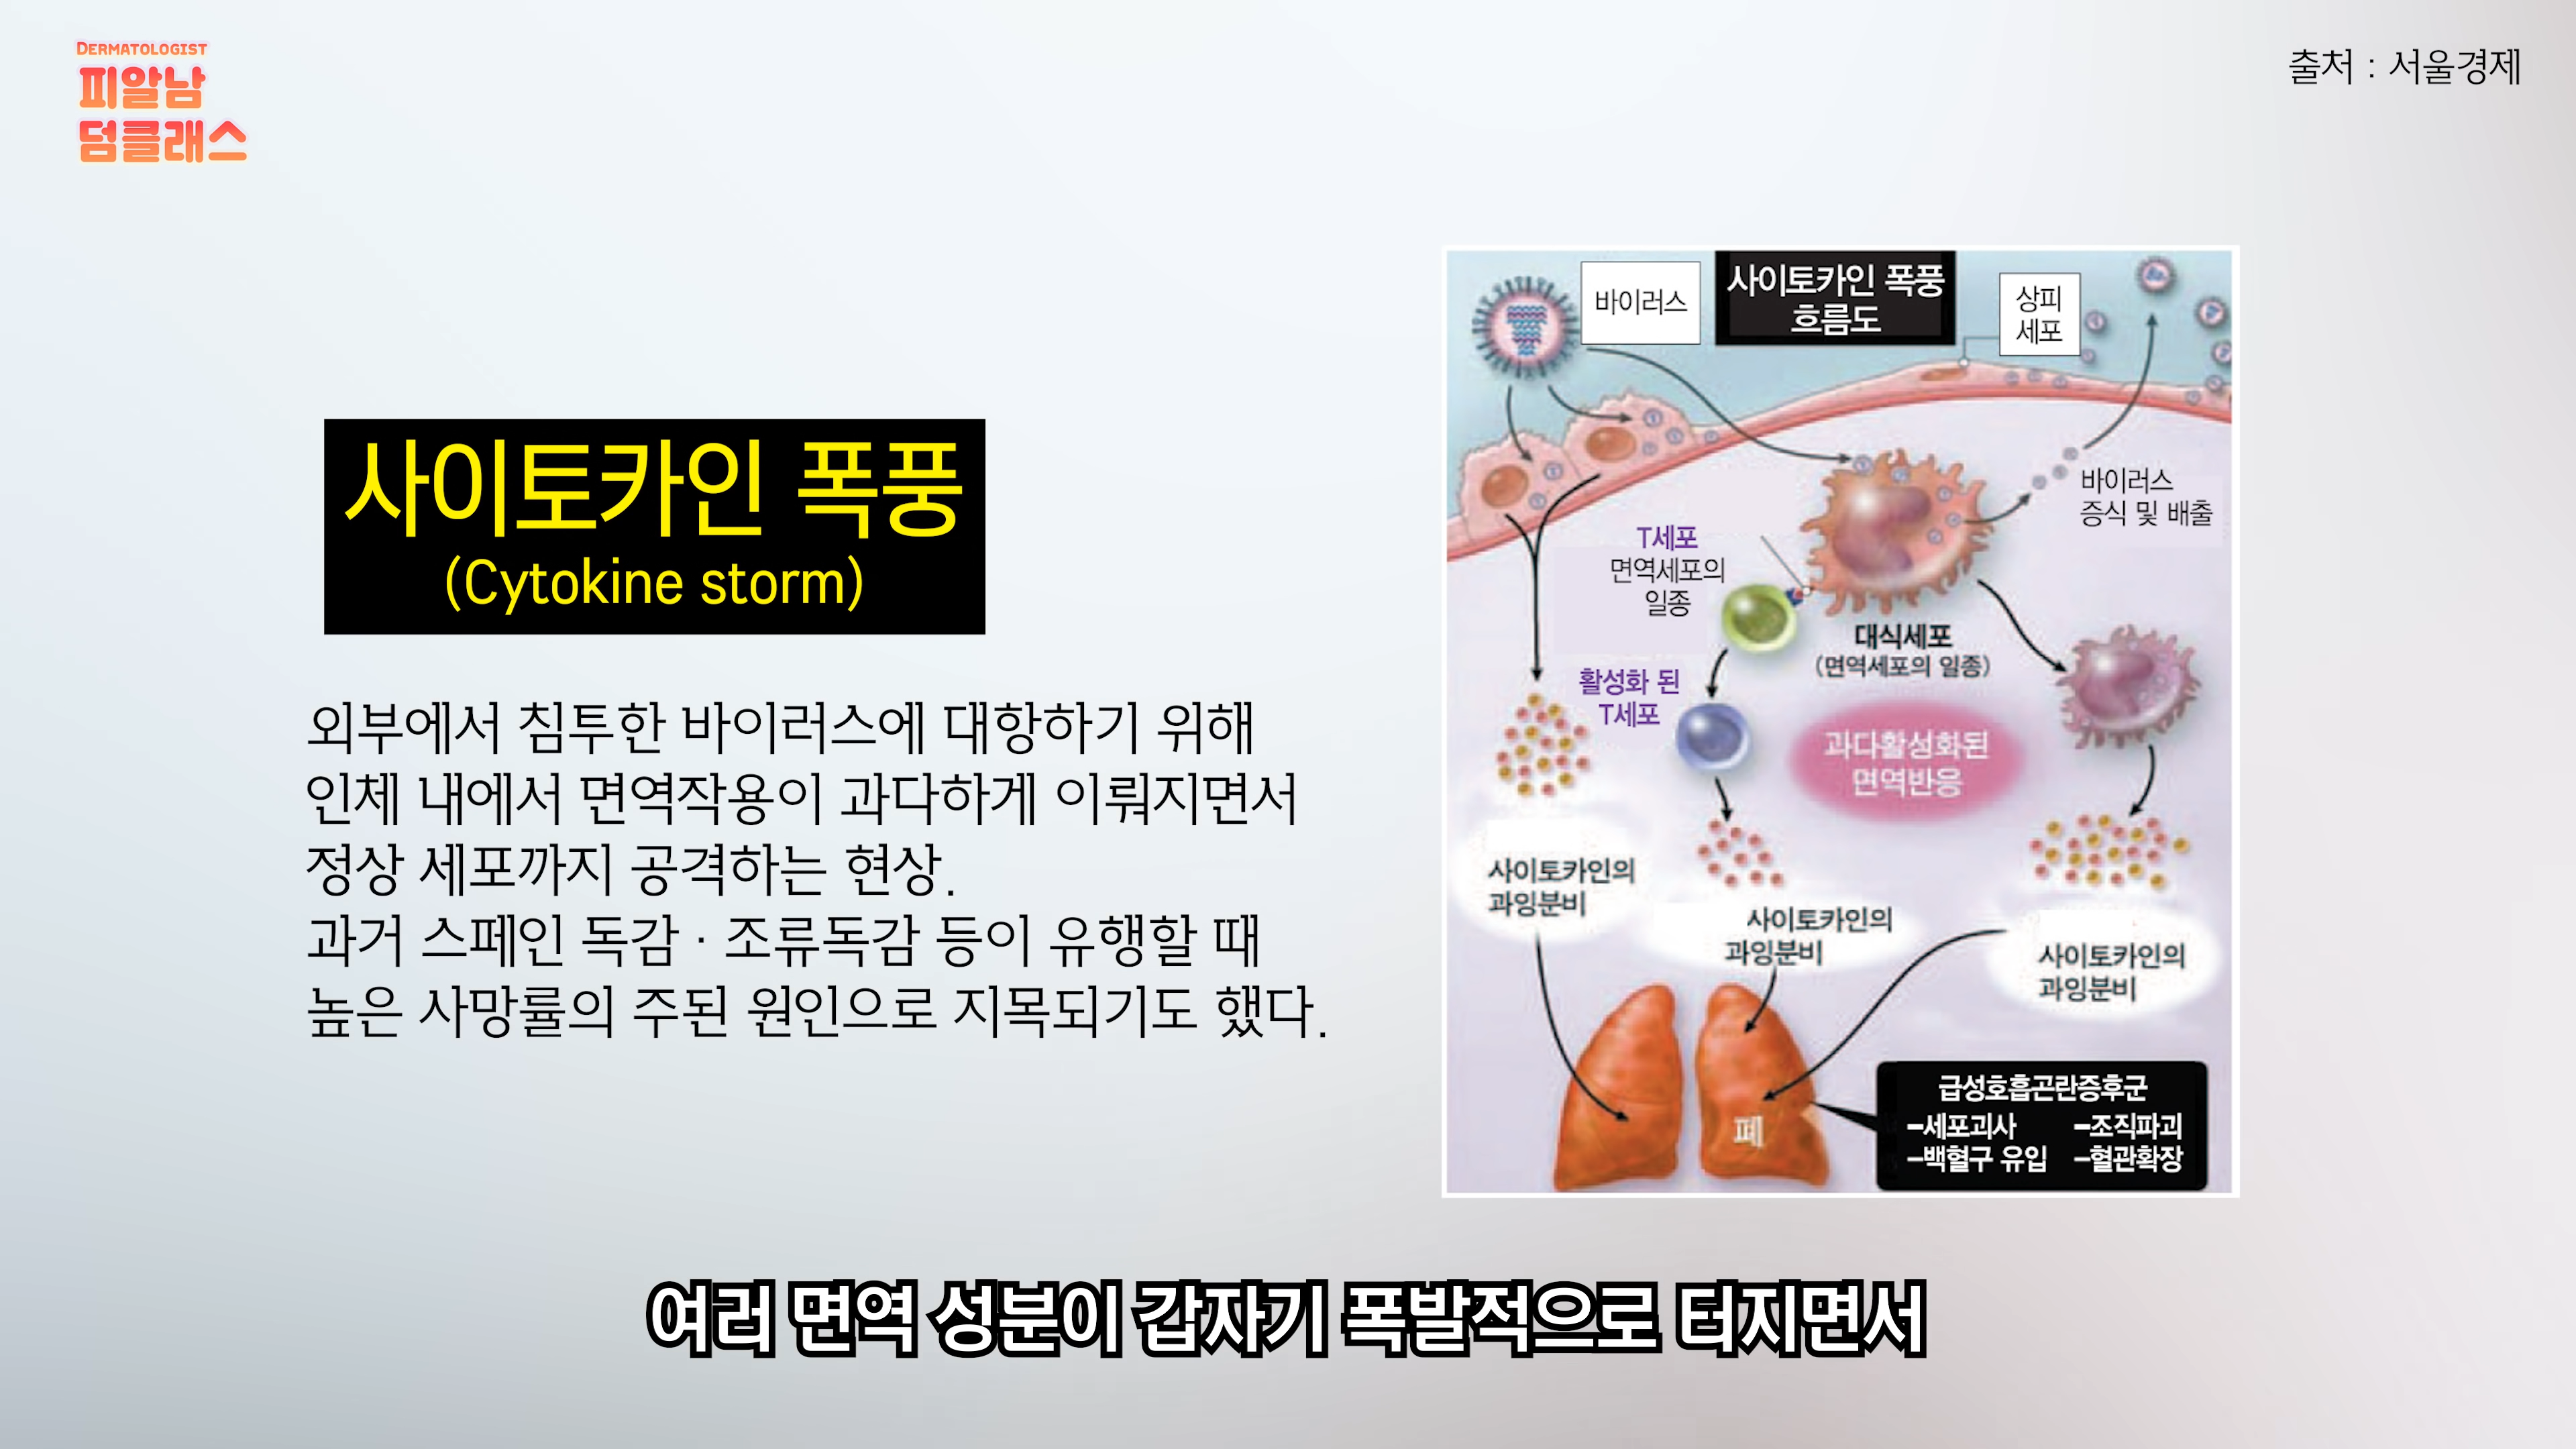 DERMATOLOGIST
피알남
덤클래스
출처 : 서울경제
사이토카인 폭풍
(Cytokine storm)
외부에서 침투한 바이러스에 대항하기 위해
인체 내에서 면역작용이 과다하게 이뤄지면서
정상 세포까지 공격하는 현상.
과거 스페인 독감 · 조류독감 등이 유행할 때
높은 사망률의 주된 원인으로 지목되기도 했다.
바이러스
사이토카인 폭풍
흐름도
상피
세포
바이러스
증식 및 배출
T세포
면역세포의
일종
대식세포
(면역세포의 일종)
활성화 된
T세포
과다활성화된
면역반응
사이토카인의
과잉분비
사이토카인의
과잉분비
사이토카인의
과잉분비
폐
급성호흡곤란증후군
-세포괴사 -조직파괴
-백혈구 유입 -혈관확장
여러 면역 성분이 갑자기 폭발적으로 터지면서